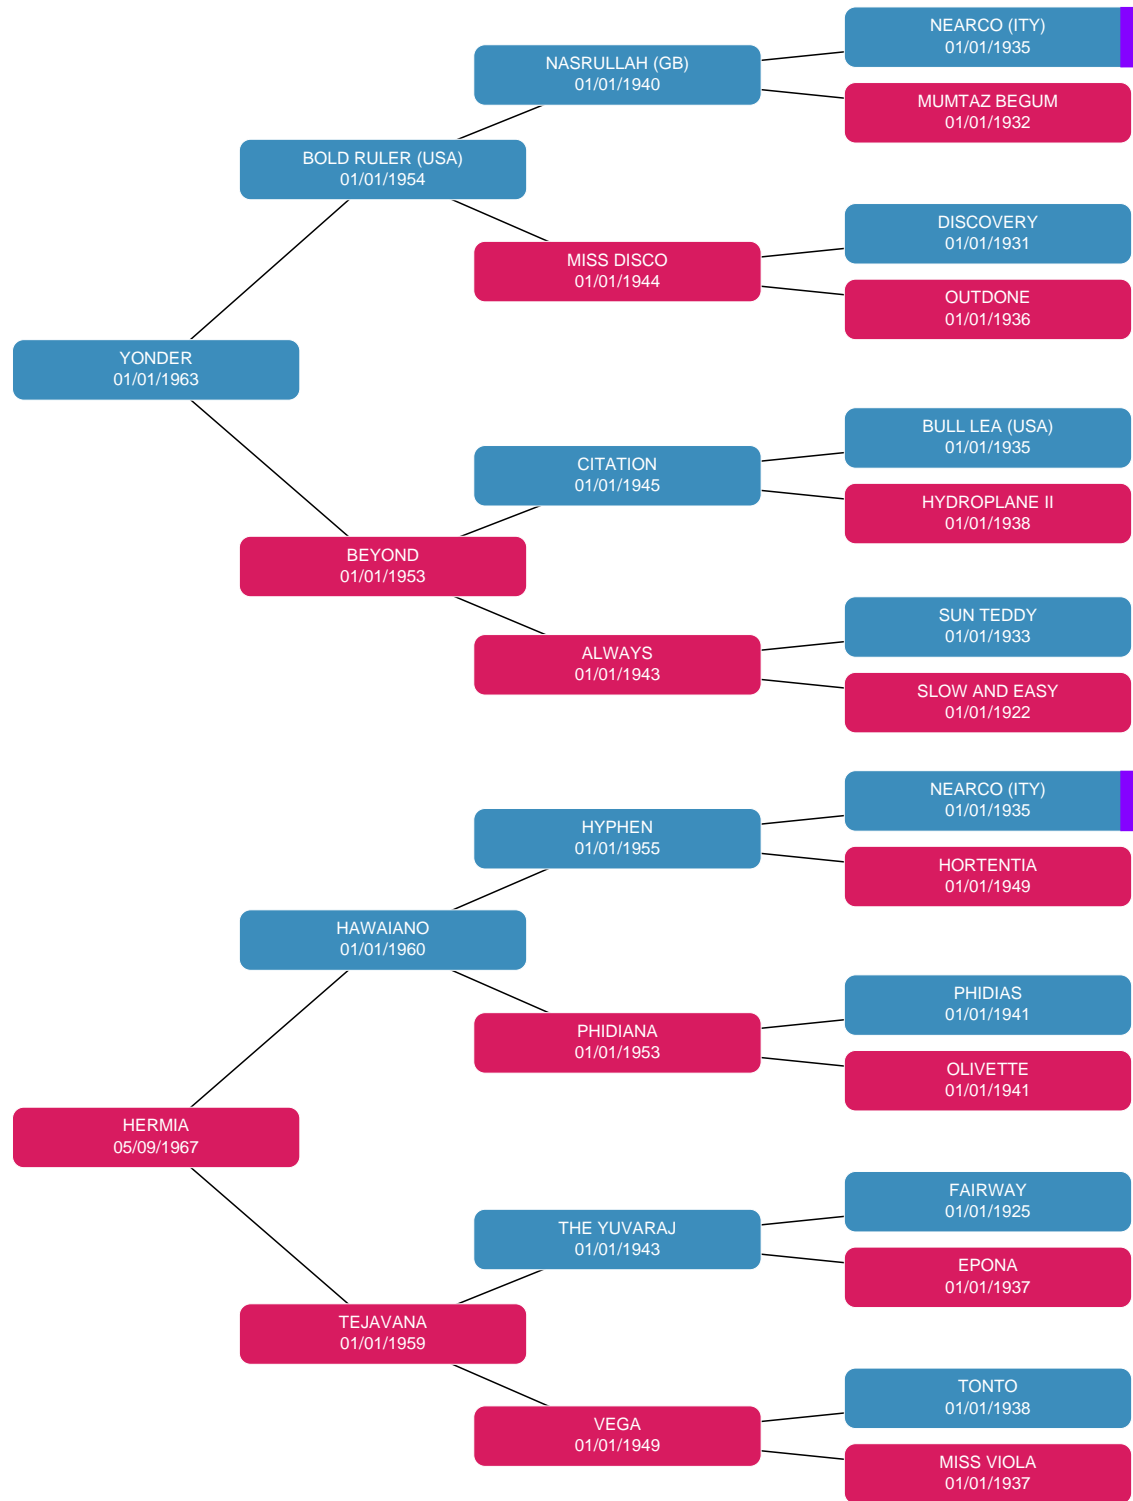 NEARCO (ITY)
01/01/1935
NASRULLAH (GB)
01/01/1940
MUMTAZ BEGUM
01/01/1932
BOLD RULER (USA)
01/01/1954
DISCOVERY
01/01/1931
MISS DISCO
01/01/1944
OUTDONE
01/01/1936
YONDER
01/01/1963
BULL LEA (USA)
01/01/1935
CITATION
01/01/1945
HYDROPLANE II
01/01/1938
BEYOND
01/01/1953
SUN TEDDY
01/01/1933
ALWAYS
01/01/1943
SLOW AND EASY
01/01/1922
NEARCO (ITY)
01/01/1935
HYPHEN
01/01/1955
HORTENTIA
01/01/1949
HAWAIANO
01/01/1960
PHIDIAS
01/01/1941
PHIDIANA
01/01/1953
OLIVETTE
01/01/1941
HERMIA
05/09/1967
FAIRWAY
01/01/1925
THE YUVARAJ
01/01/1943
EPONA
01/01/1937
TEJAVANA
01/01/1959
TONTO
01/01/1938
VEGA
01/01/1949
MISS VIOLA
01/01/1937